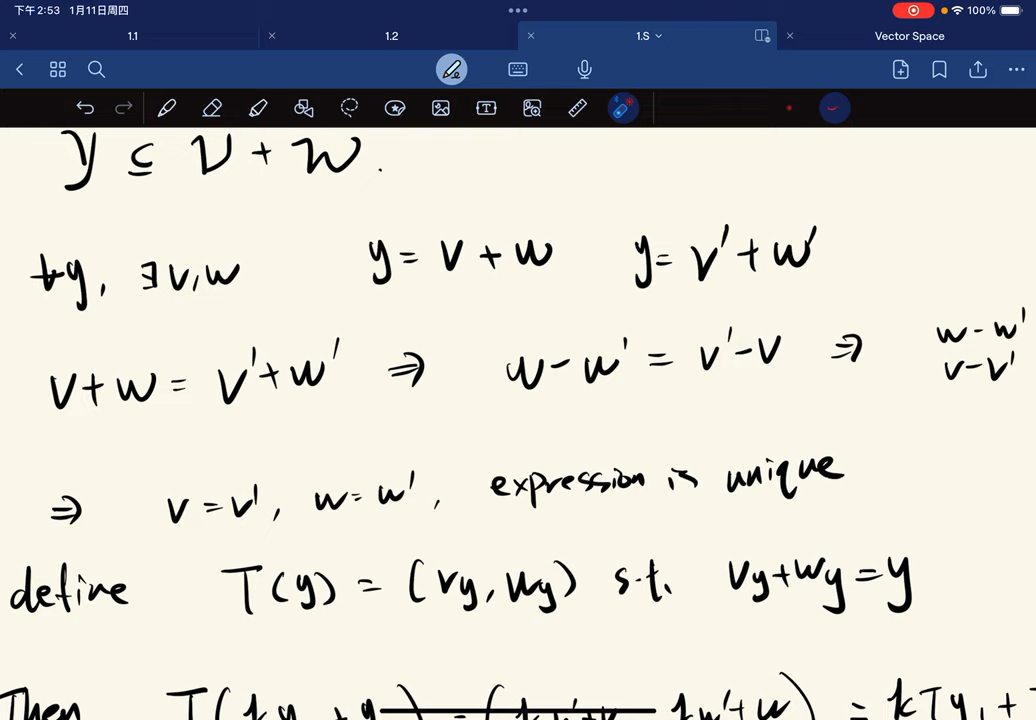 下午2:53 1月11日周四 100%
1.1 1.2 1.S Vector Space
Y ⊆ V + W.
∀y, ∃v,w y = v + w y = v' + w'
v + w = v' + w' ⇒ w - w' = v' - v ⇒ w - w'
v - v'
⇒ v = v', w = w', expression is unique
define T(y) = (vy, wy) s.t. vy + wy = y
Then